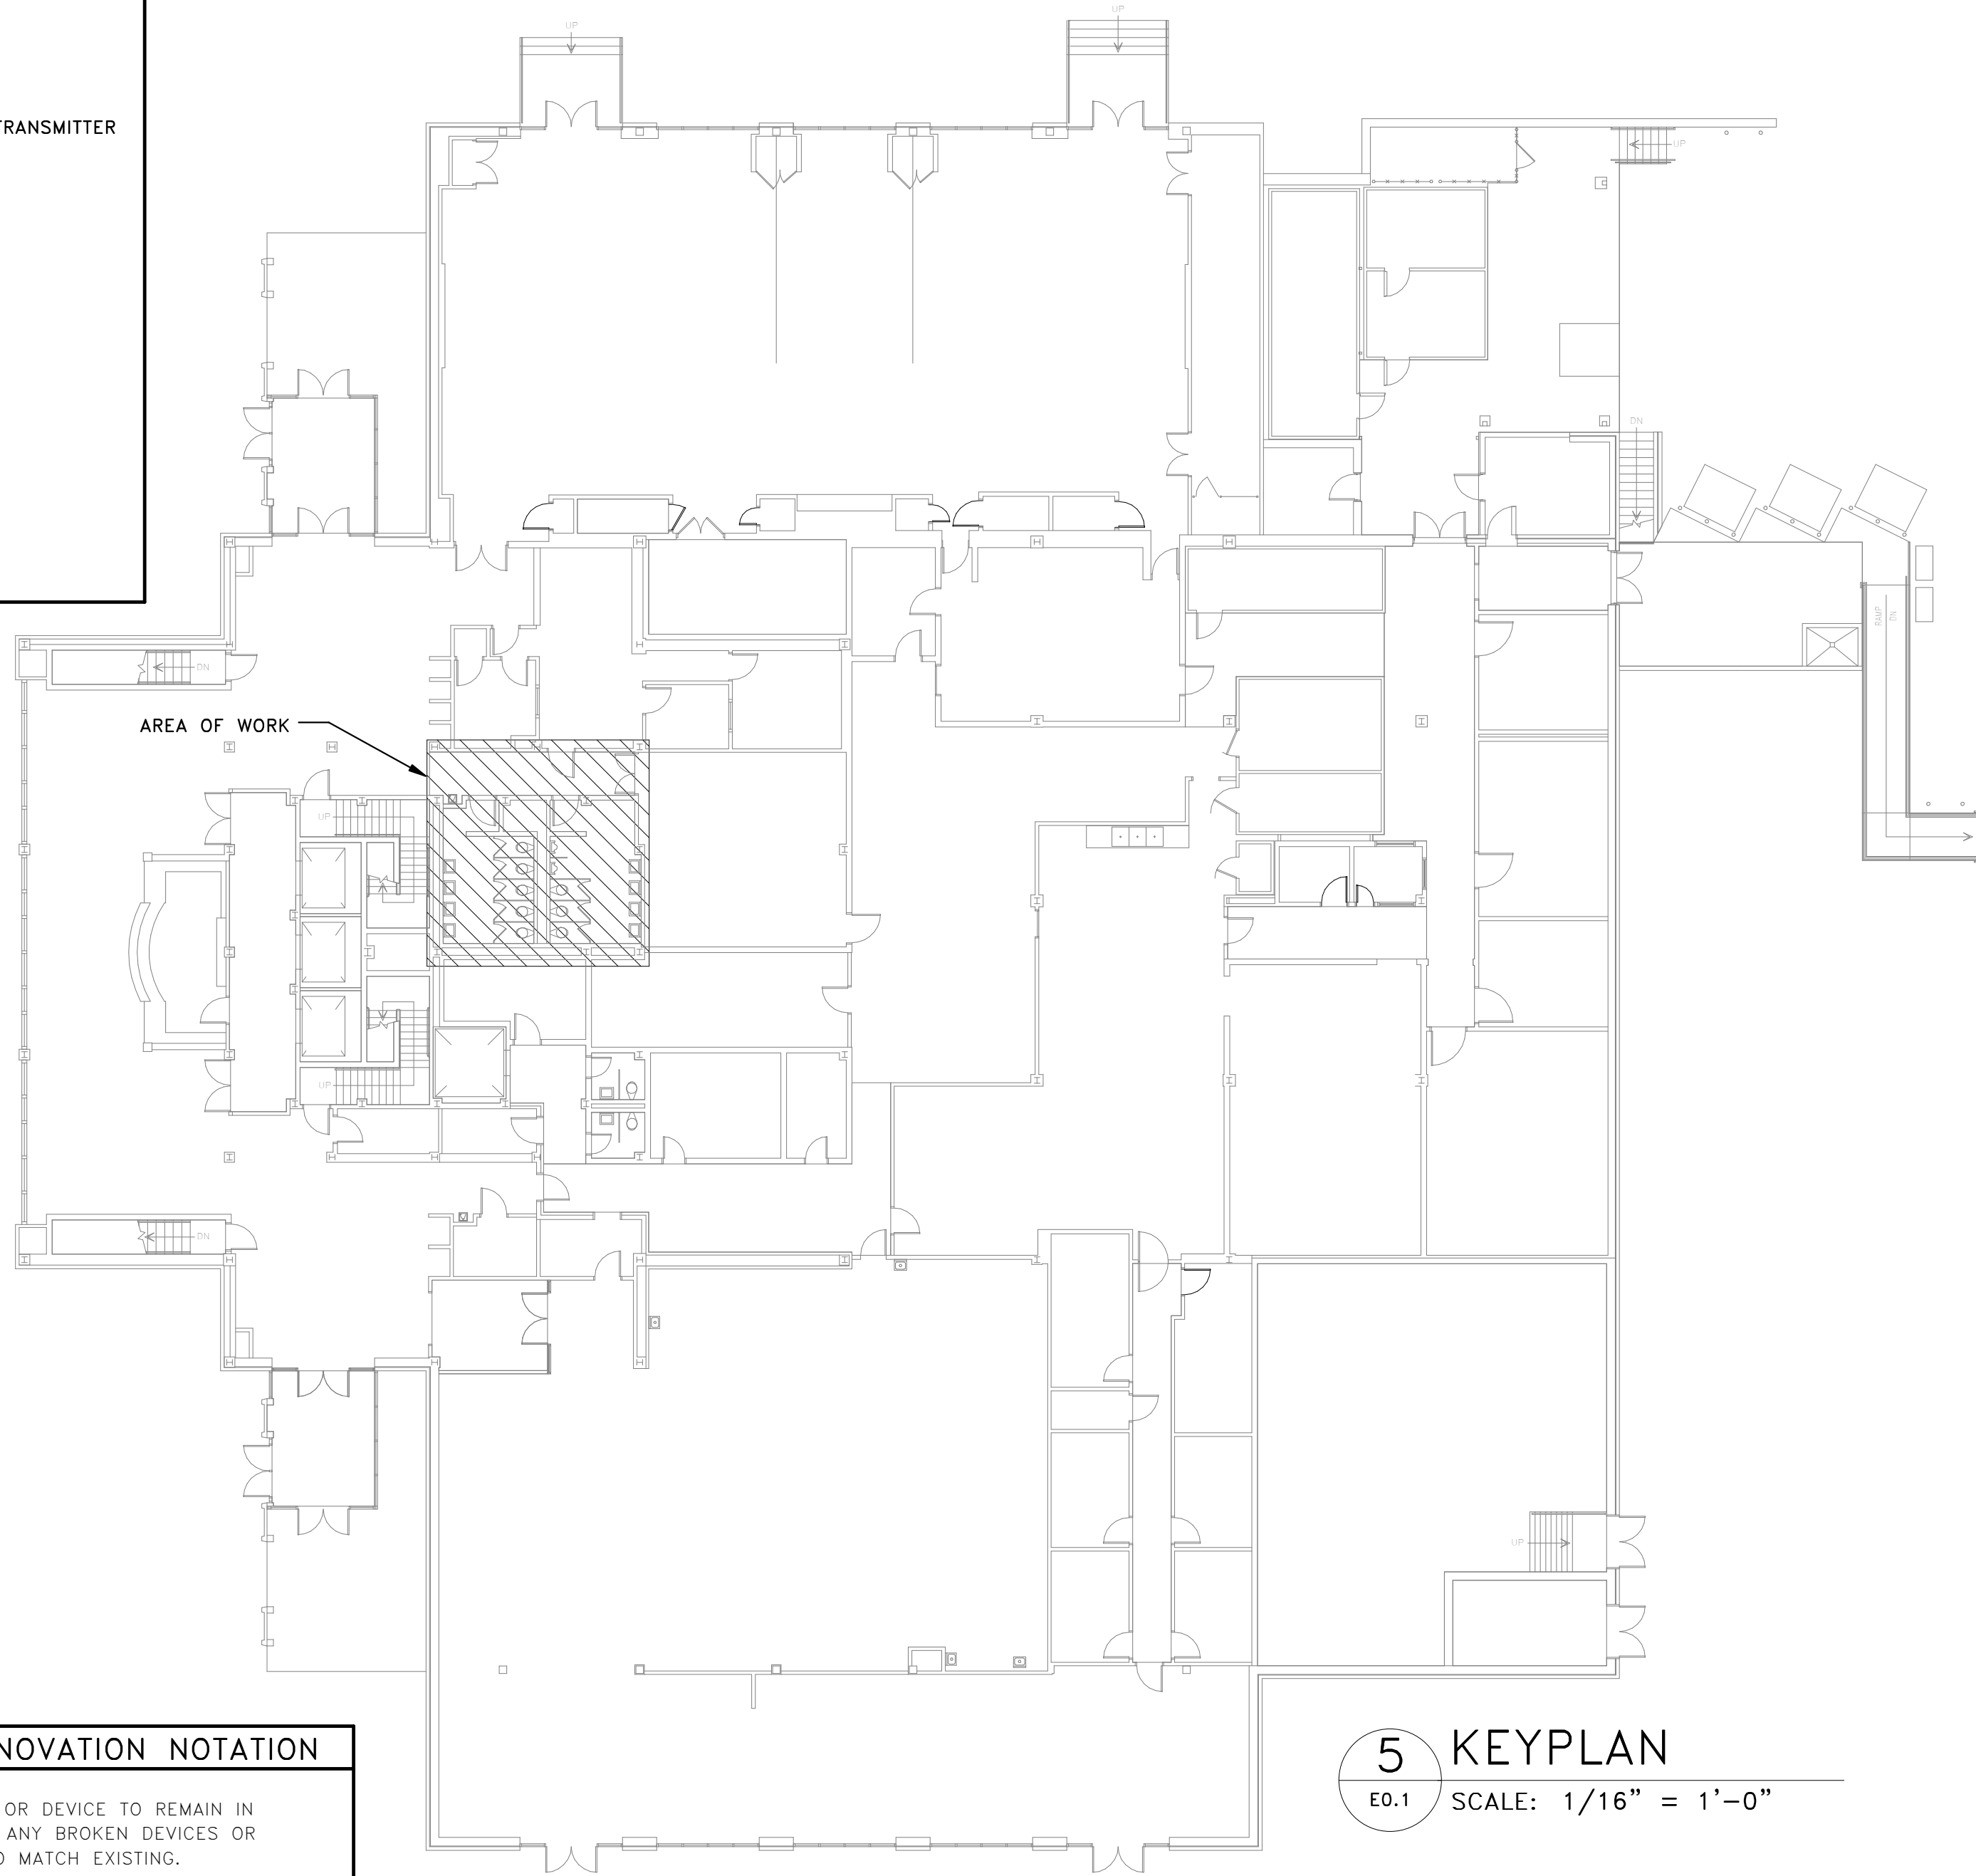 UP
UP
TRANSMITTER
UP
DN
RAMP
DN
DN
AREA OF WORK
UP
UP
DN
UP
NOVATION NOTATION
OR DEVICE TO REMAIN IN
ANY BROKEN DEVICES OR
MATCH EXISTING.
5
E0.1
KEYPLAN
SCALE: 1/16" = 1'-0"